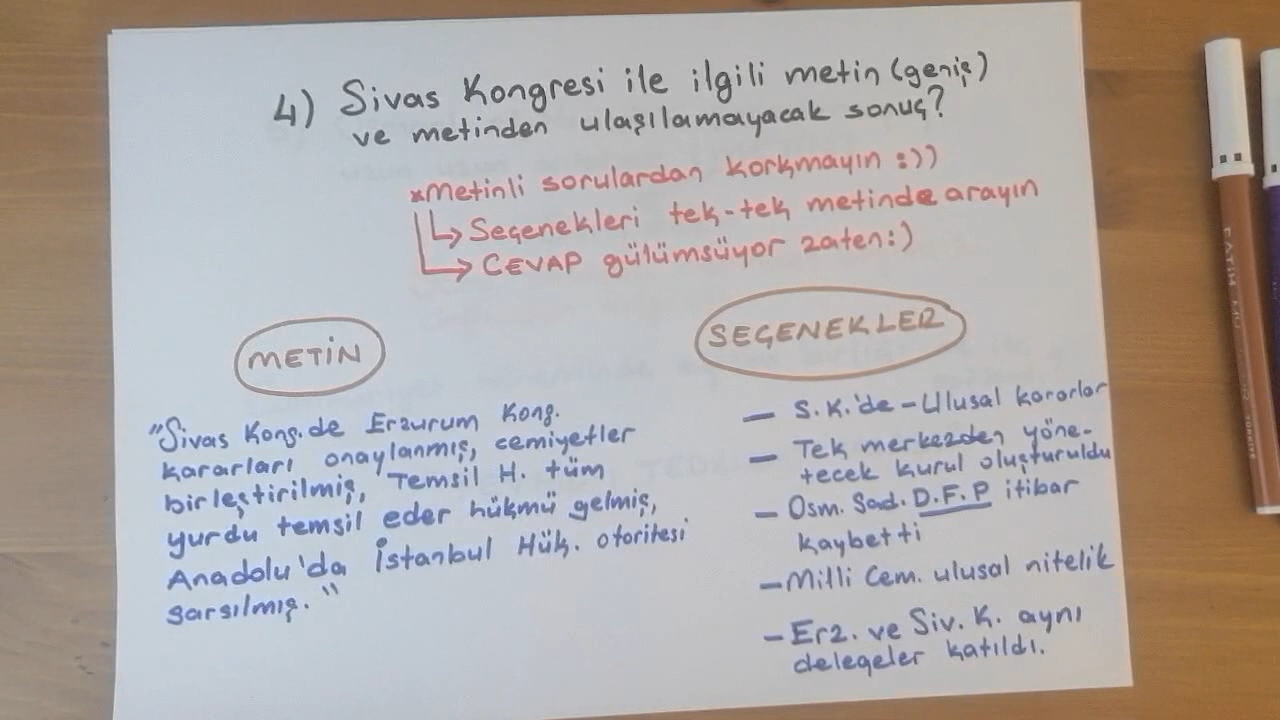 4) Sivas Kongresi ile ilgili metin (geniş)
ve metinden ulaşılamayacak sonuç?
*Metinli sorulardan korkmayın :))
Seçenekleri tek-tek metinde arayın
CEVAP gülümsüyor zaten:)
METİN
"Sivas Kong.de Erzurum Kong.
kararları onaylanmış, cemiyetler
birleştirilmiş, Temsil H. tüm
yurdu temsil eder hükmü gelmiş,
Anadolu'da İstanbul Hük. otoritesi
sarsılmış."
SEÇENEKLER
– S.K.'de – Ulusal kararlar
– Tek merkezden yöne-
tecek kurul oluşturuldu
– Osm. Sad. D.F.P itibar
kaybetti
– Milli Cem. ulusal nitelik
– Erz. ve Siv. K. aynı
delegeler katıldı.
FATİH